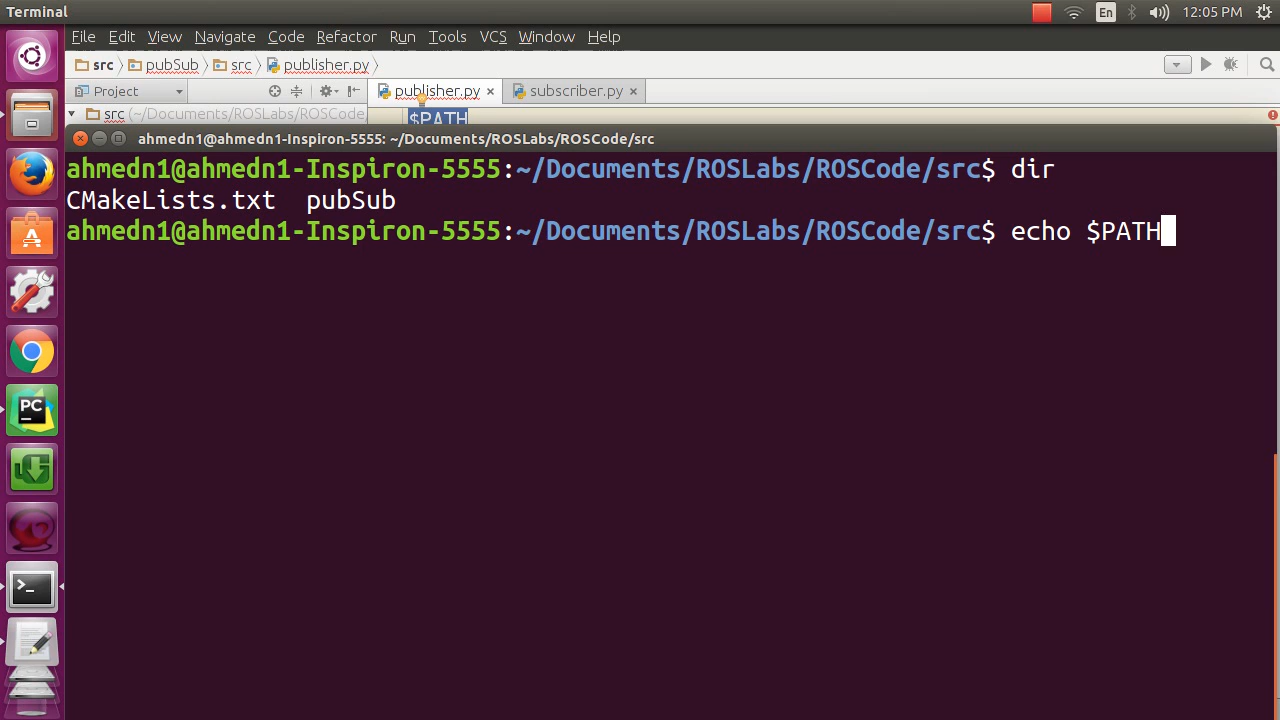 Terminal
En
12:05 PM
File Edit View Navigate Code Refactor Run Tools VCS Window Help
src pubSub src publisher.py
Project
publisher.py
subscriber.py
src (~/Documents/ROSLabs/ROSCode
$PATH
ahmedn1@ahmedn1-Inspiron-5555: ~/Documents/ROSLabs/ROSCode/src
ahmedn1@ahmedn1-Inspiron-5555:~/Documents/ROSLabs/ROSCode/src$ dir
CMakeLists.txt  pubSub
ahmedn1@ahmedn1-Inspiron-5555:~/Documents/ROSLabs/ROSCode/src$ echo $PATH
PC
>_